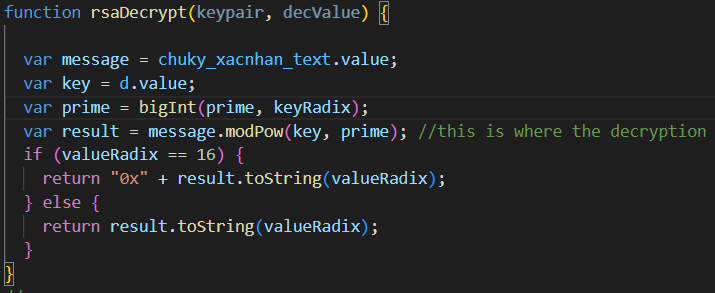 function rsaDecrypt(keypair, decValue) {
var message = chuky_xacnhan_text.value;
var key = d.value;
var prime = bigInt(prime, keyRadix);
var result = message.modPow(key, prime); //this is where the decryption
if (valueRadix == 16) {
return "0x" + result.toString(valueRadix);
} else {
return result.toString(valueRadix);
}
}